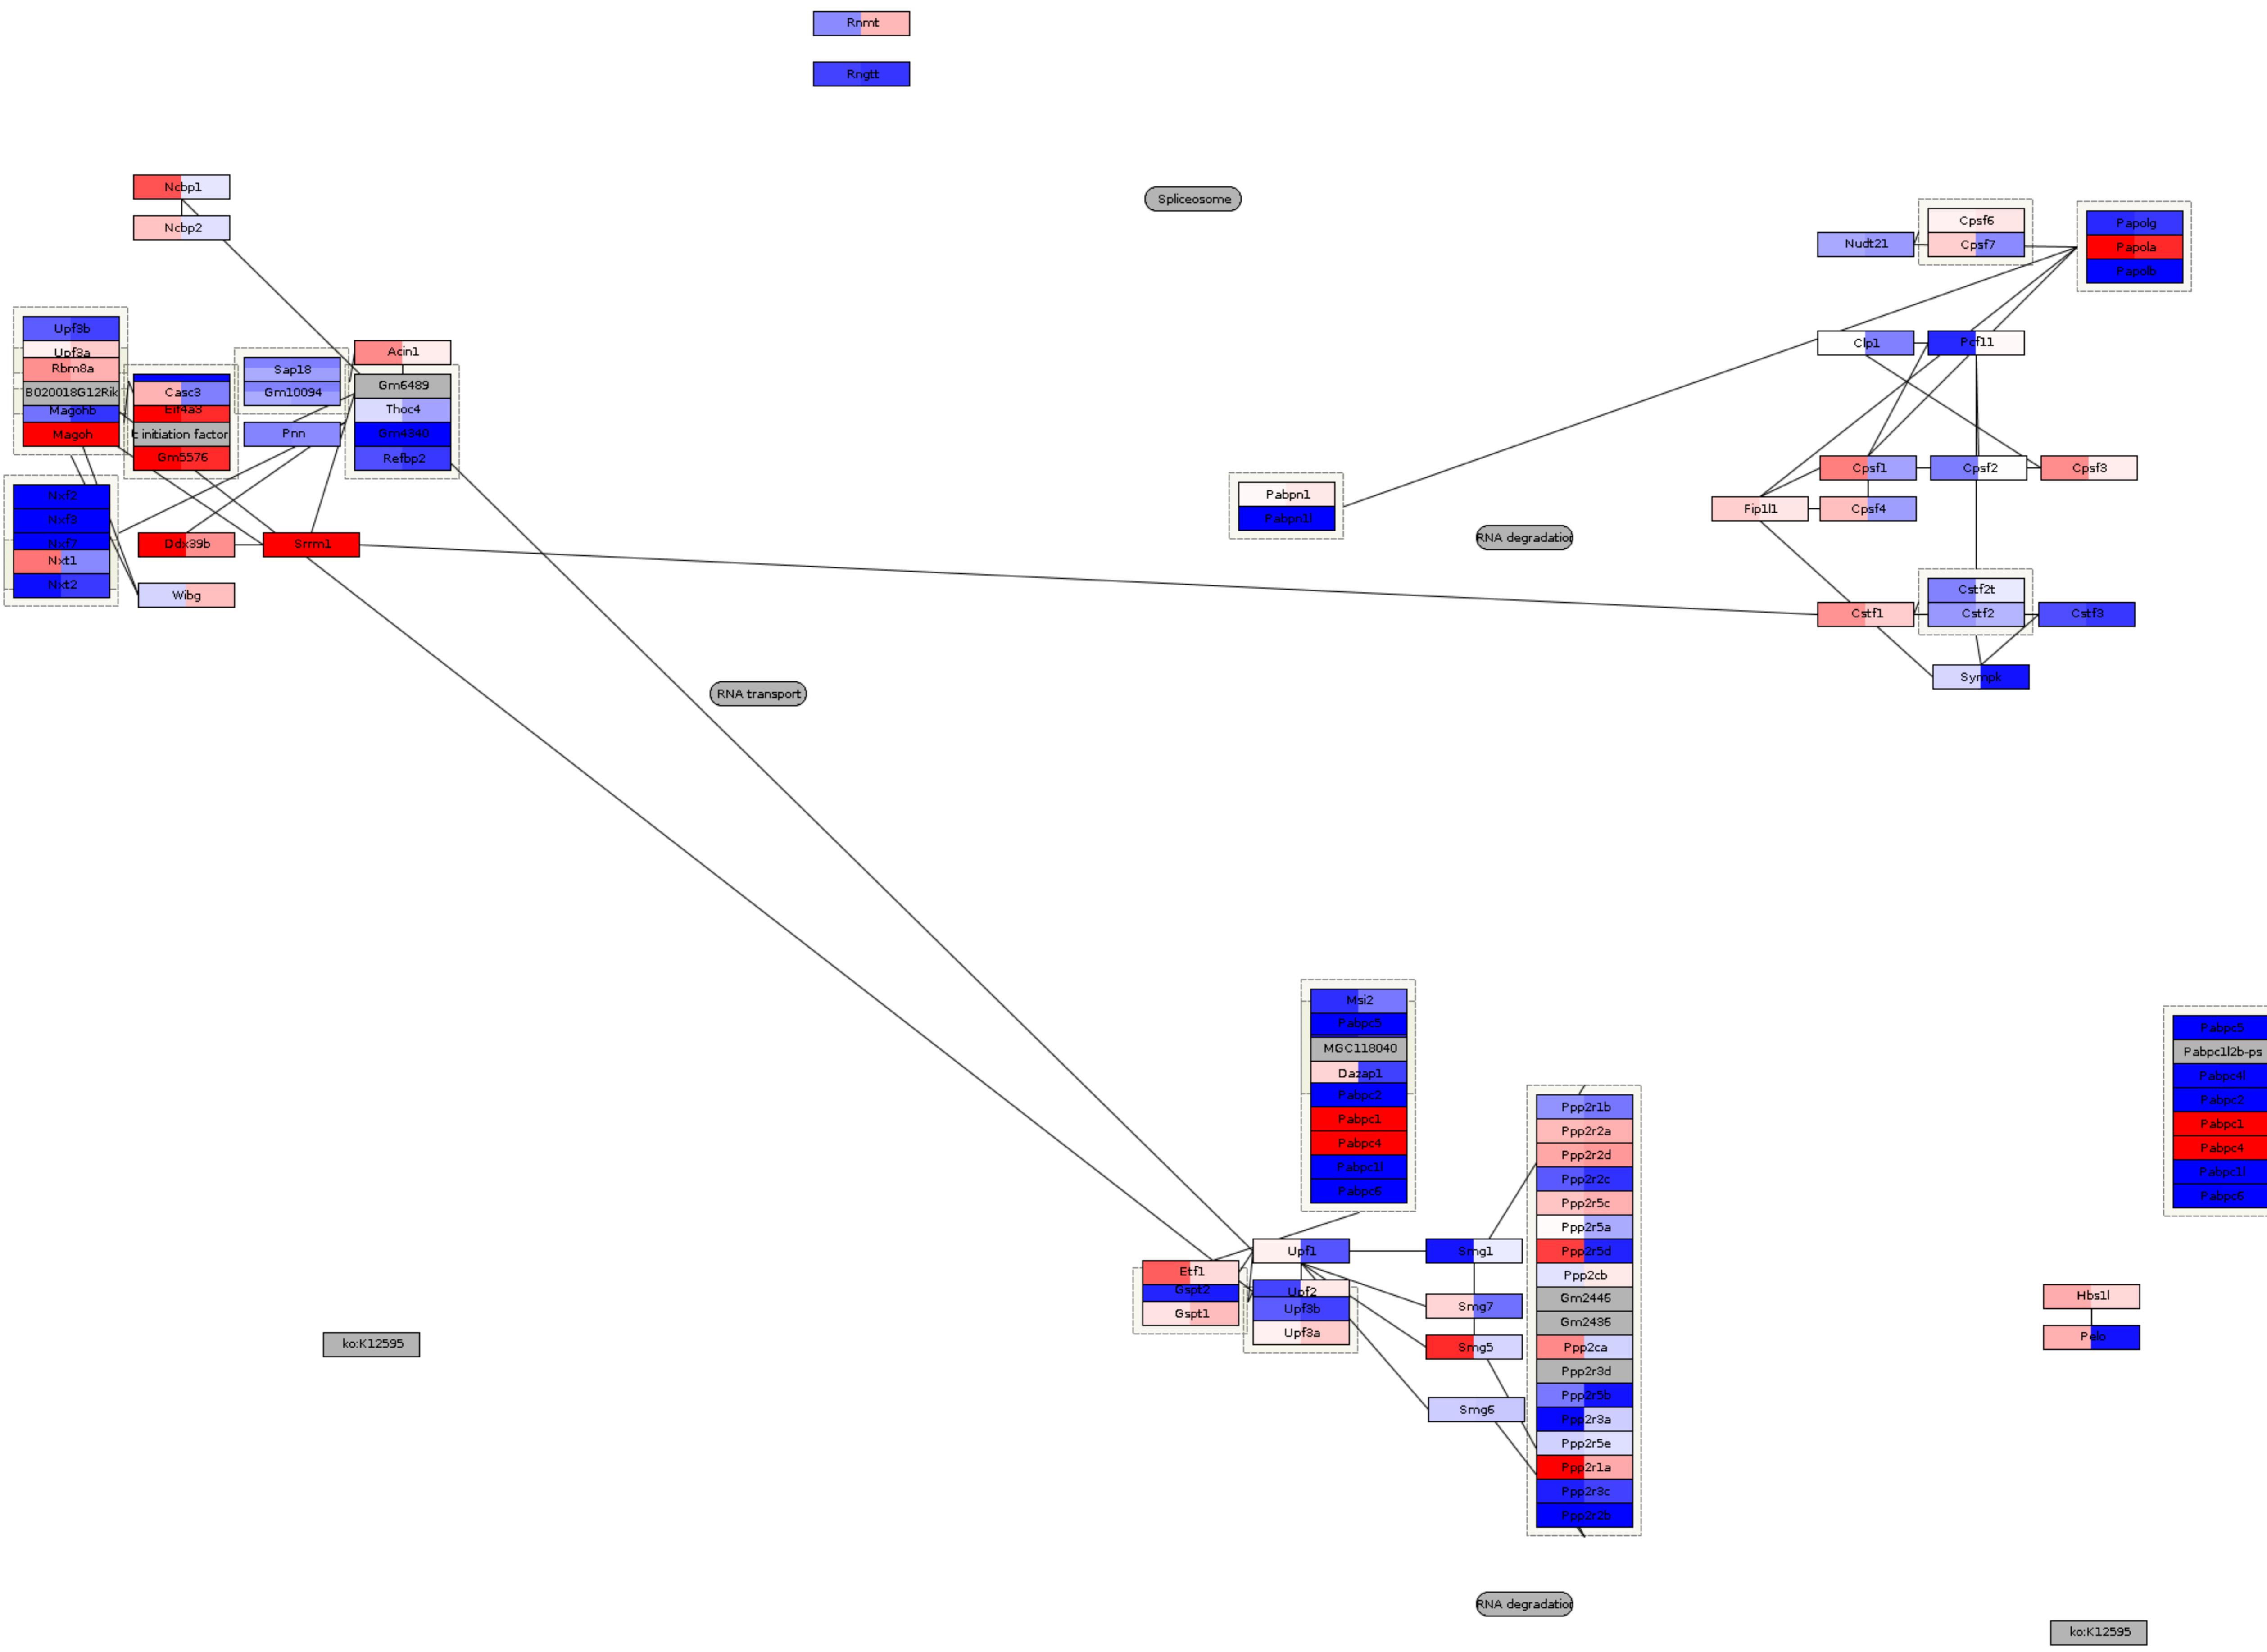 Rnmt
Rngtt
Ncbp1
Ncbp2
Spliceosome
Nudt21
Cpsf6
Cpsf7
Papolg
Papola
Papolb
Upf3b
Upf3a
Rbm8a
B020018G12Rik
Magohb
Magoh
Casc3
Eif4a3
t initiation factor
Gm5576
Sap18
Gm10094
Pnn
Acin1
Gm6489
Thoc4
Gm4340
Refbp2
Clp1
Pcf11
Cpsf1
Cpsf2
Cpsf3
Fip1l1
Cpsf4
Pabpn1
Pabpn1l
RNA degradation
Nxf2
Nxf3
Nxf7
Nxt1
Nxt2
Ddx39b
Srrm1
Wibg
Cstf2t
Cstf1
Cstf2
Cstf3
Sympk
RNA transport
Msi2
Pabpc5
MGC118040
Dazap1
Pabpc2
Pabpc1
Pabpc4
Pabpc1l
Pabpc6
Pabpc5
Pabpc1l2b-ps
Pabpc4l
Pabpc2
Pabpc1
Pabpc4
Pabpc1l
Pabpc6
Ppp2r1b
Ppp2r2a
Ppp2r2d
Ppp2r2c
Ppp2r5c
Ppp2r5a
Ppp2r5d
Ppp2cb
Gm2446
Gm2436
Ppp2ca
Ppp2r3d
Ppp2r5b
Ppp2r3a
Ppp2r5e
Ppp2r1a
Ppp2r3c
Ppp2r2b
Etf1
Gspt2
Gspt1
Upf1
Upf2
Upf3b
Upf3a
Smg1
Smg7
Smg5
Smg6
Hbs1l
Pelo
ko:K12595
RNA degradation
ko:K12595